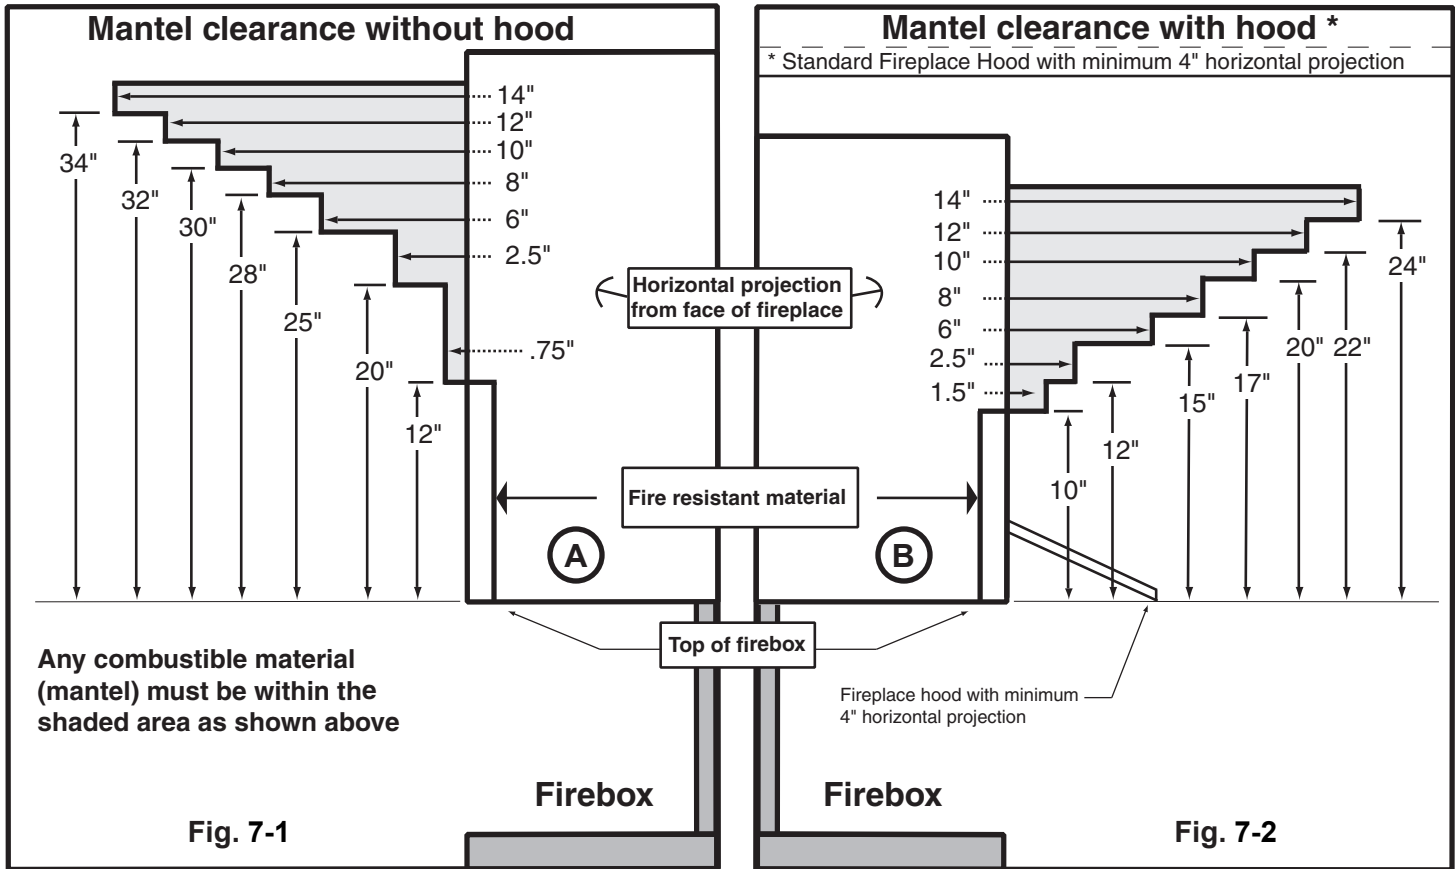 Mantel clearance without hood
14"
12"
10"
8"
6"
2.5"
.75"
34"
32"
30"
28"
25"
20"
12"
Horizontal projection
from face of fireplace
Fire resistant material
A
Top of firebox
Any combustible material
(mantel) must be within the
shaded area as shown above
Firebox
Fig. 7-1
Mantel clearance with hood *
* Standard Fireplace Hood with minimum 4" horizontal projection
14"
12"
10"
8"
6"
2.5"
1.5"
24"
22"
20"
17"
15"
12"
10"
B
Fireplace hood with minimum
4" horizontal projection
Firebox
Fig. 7-2